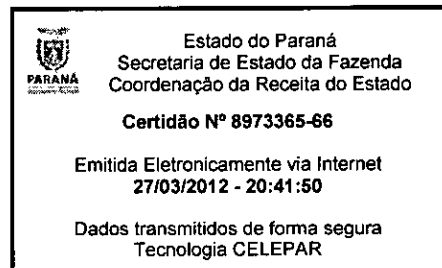 Estado do Paraná
Secretaria de Estado da Fazenda
PARANÁ
Coordenação da Receita do Estado
Certidão Nº 8973365-66
Emitida Eletronicamente via Internet
27/03/2012 - 20:41:50
Dados transmitidos de forma segura
Tecnologia CELEPAR